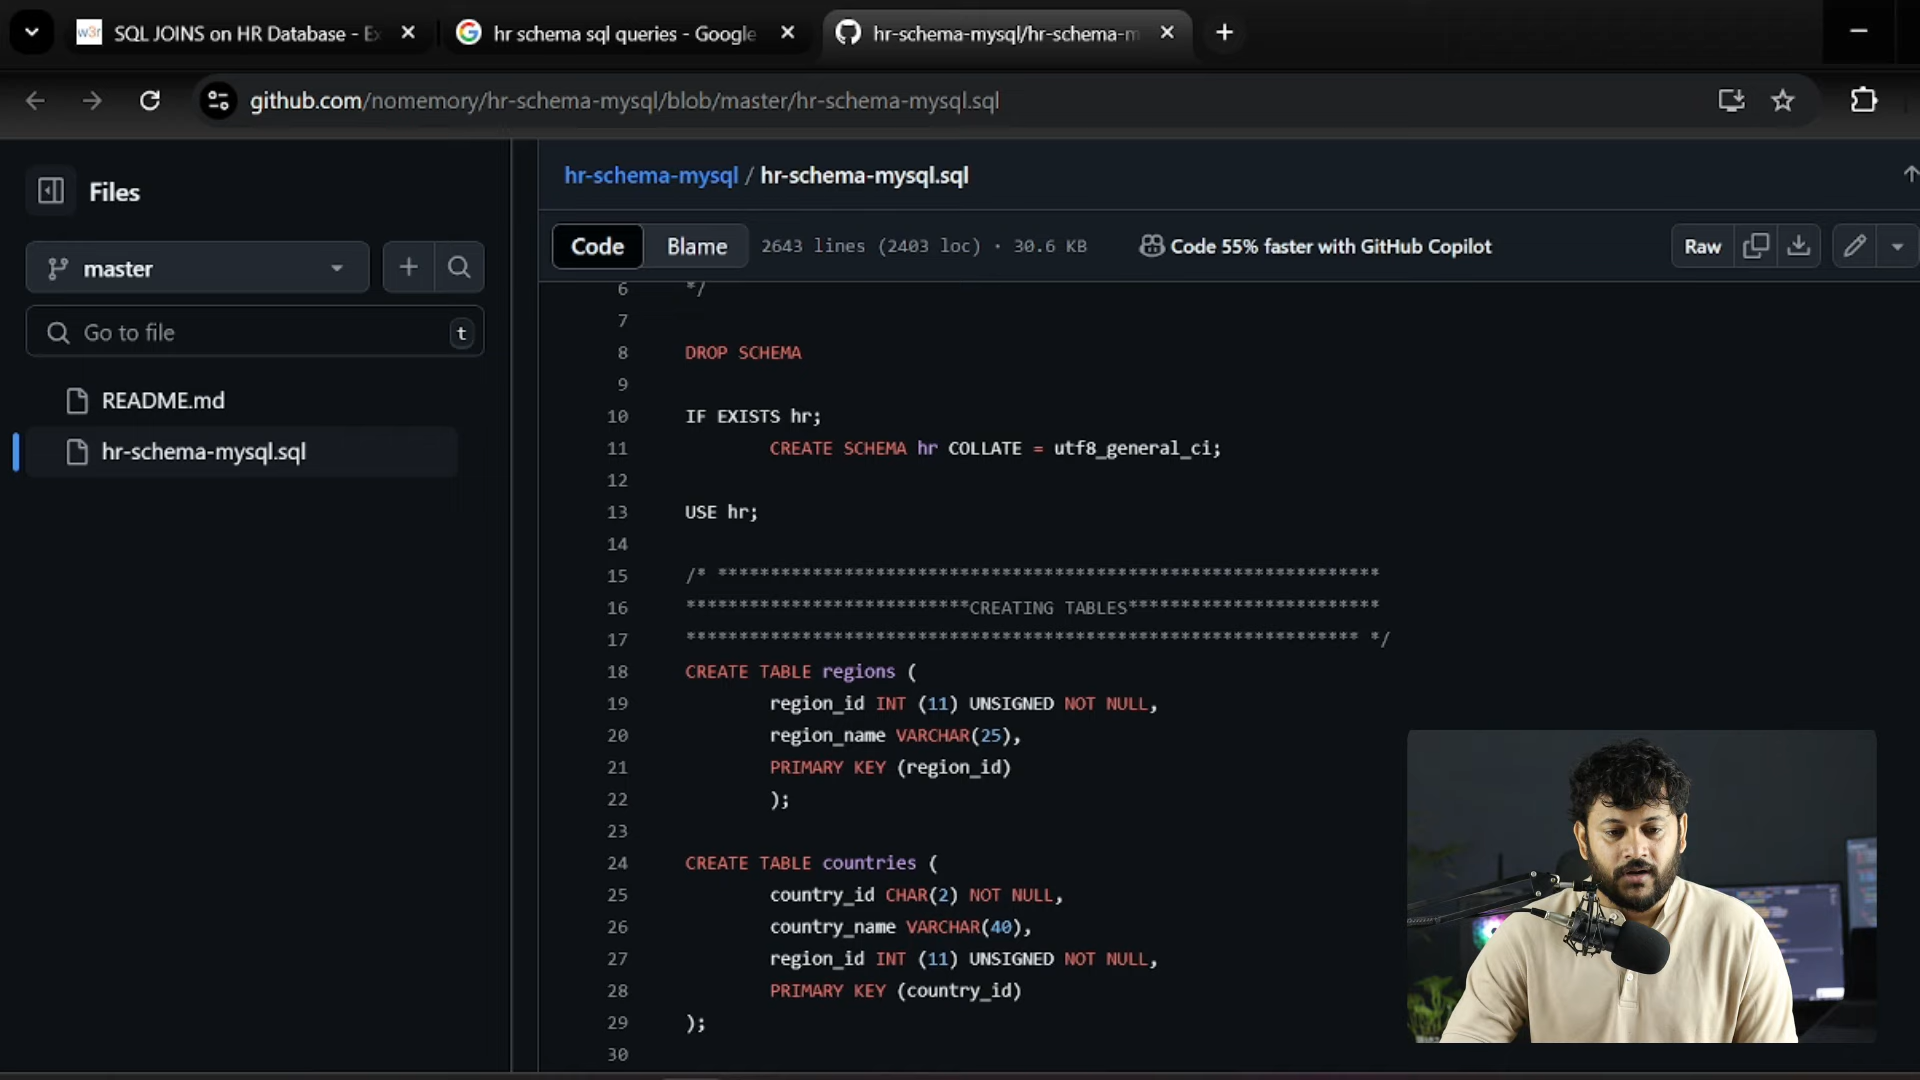 SQL JOINS on HR Database - Ex
hr schema sql queries - Google
hr-schema-mysql/hr-schema-m
github.com/nomemory/hr-schema-mysql/blob/master/hr-schema-mysql.sql
Files
master
Go to file
t
README.md
hr-schema-mysql.sql
hr-schema-mysql / hr-schema-mysql.sql
Code
Blame
2643 lines (2403 loc) · 30.6 KB
Code 55% faster with GitHub Copilot
Raw
6 */
7
8 DROP SCHEMA
9
10 IF EXISTS hr;
11 CREATE SCHEMA hr COLLATE = utf8_general_ci;
12
13 USE hr;
14
15 /* ***************************************************************
16 ***************************CREATING TABLES************************
17 **************************************************************** */
18 CREATE TABLE regions (
19 region_id INT (11) UNSIGNED NOT NULL,
20 region_name VARCHAR(25),
21 PRIMARY KEY (region_id)
22 );
23
24 CREATE TABLE countries (
25 country_id CHAR(2) NOT NULL,
26 country_name VARCHAR(40),
27 region_id INT (11) UNSIGNED NOT NULL,
28 PRIMARY KEY (country_id)
29 );
30